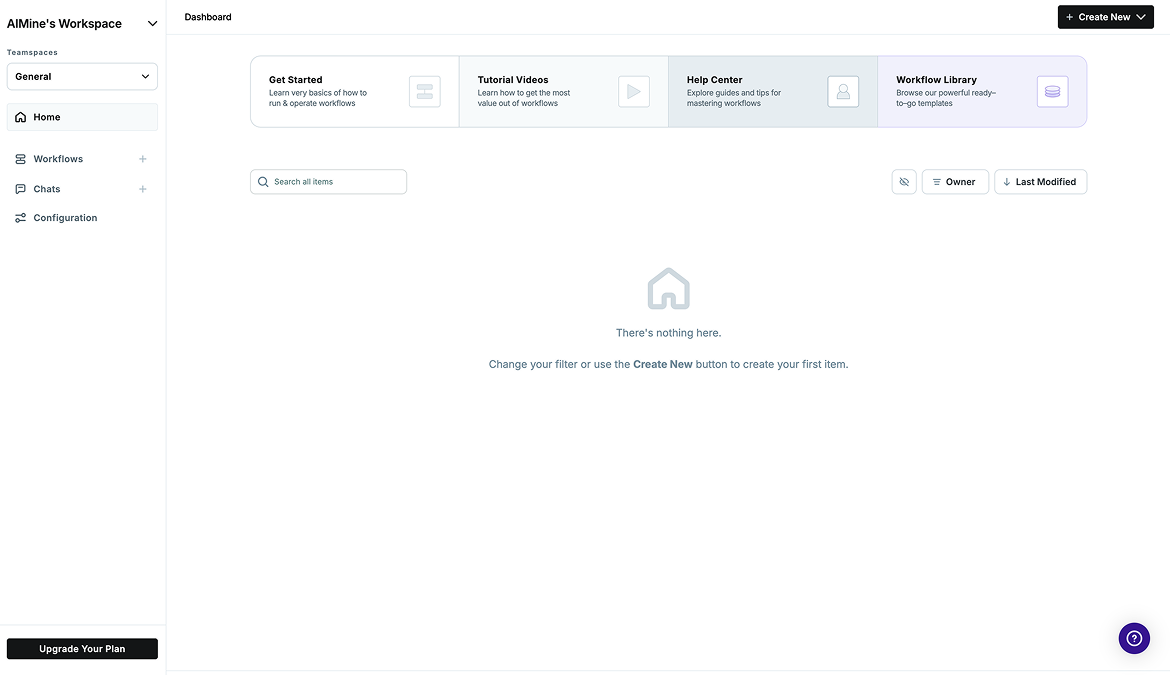 AIMine's Workspace
Teamspaces
General
Home
Workflows
Chats
Configuration
Upgrade Your Plan
Dashboard
+ Create New
Get Started
Learn very basics of how to
run & operate workflows
Tutorial Videos
Learn how to get the most
value out of workflows
Help Center
Explore guides and tips for
mastering workflows
Workflow Library
Browse our powerful ready–
to–go templates
Search all items
Owner
Last Modified
There's nothing here.
Change your filter or use the Create New button to create your first item.